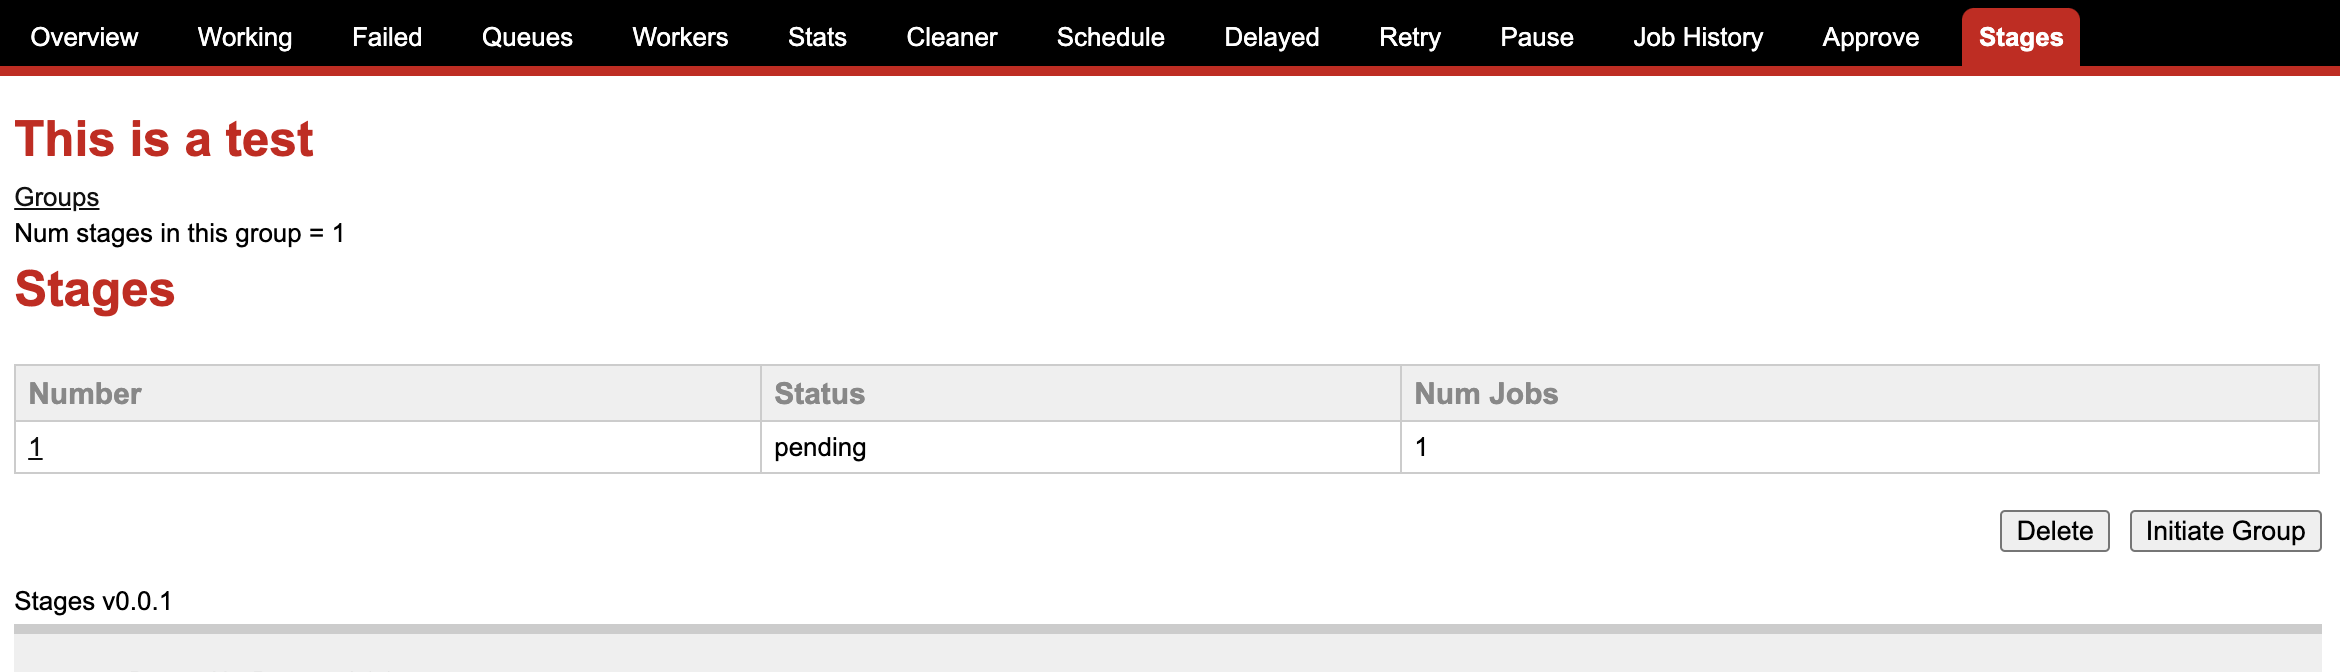 Overview Working Failed Queues Workers Stats Cleaner Schedule Delayed Retry Pause Job History Approve Stages
This is a test
Groups
Num stages in this group = 1
Stages
Number Status Num Jobs
1 pending 1
Delete Initiate Group
Stages v0.0.1